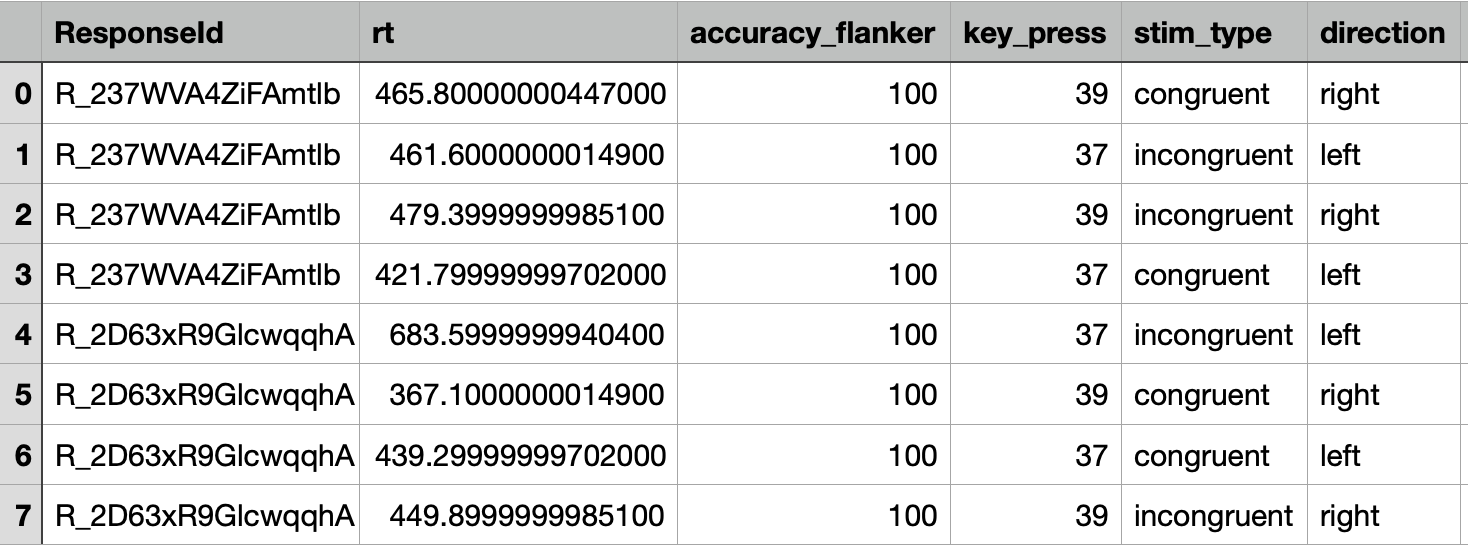 ResponseId rt accuracy_flanker key_press stim_type direction
0 R_237WVA4ZiFAmtlb 465.80000000447000 100 39 congruent right
1 R_237WVA4ZiFAmtlb 461.6000000014900 100 37 incongruent left
2 R_237WVA4ZiFAmtlb 479.3999999985100 100 39 incongruent right
3 R_237WVA4ZiFAmtlb 421.79999999702000 100 37 congruent left
4 R_2D63xR9GlcwqqhA 683.5999999940400 100 37 incongruent left
5 R_2D63xR9GlcwqqhA 367.1000000014900 100 39 congruent right
6 R_2D63xR9GlcwqqhA 439.29999999702000 100 37 congruent left
7 R_2D63xR9GlcwqqhA 449.8999999985100 100 39 incongruent right